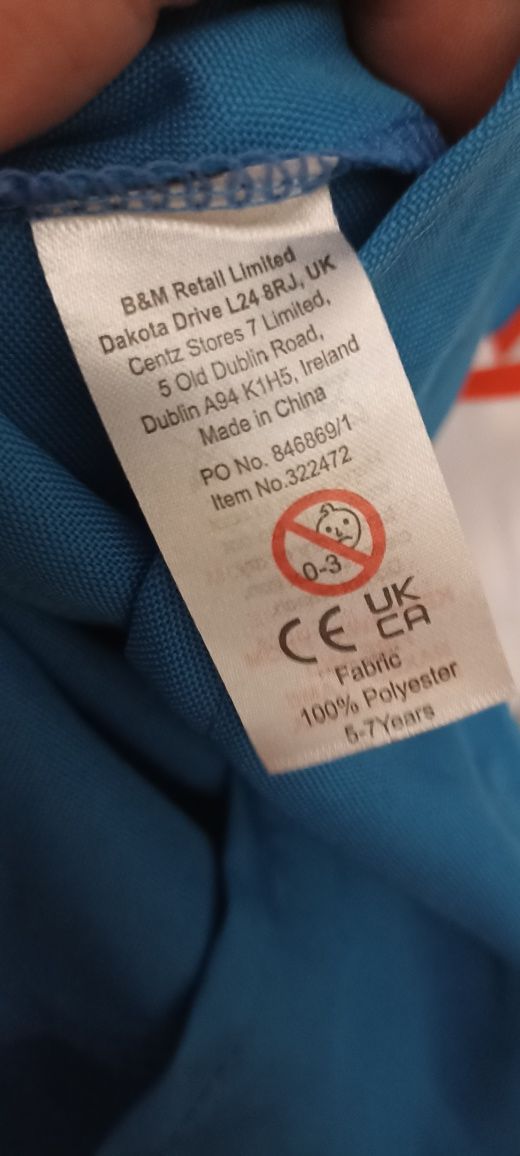 B&M Retail Limited
Dakota Drive L24 8RJ, UK
Centz Stores 7 Limited,
5 Old Dublin Road,
Dublin A94 K1H5, Ireland
Made in China
PO No. 846869/1
Item No.322472
0-3
CE UK
CA
Fabric
100% Polyester
5-7Years